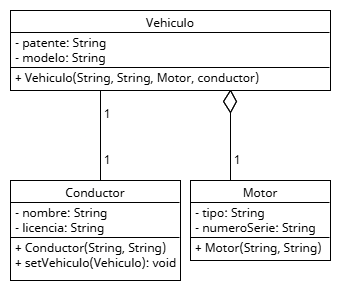 Vehiculo
- patente: String
- modelo: String
+ Vehiculo(String, String, Motor, conductor)
1
1
1
Conductor
- nombre: String
- licencia: String
+ Conductor(String, String)
+ setVehiculo(Vehiculo): void
Motor
- tipo: String
- numeroSerie: String
+ Motor(String, String)